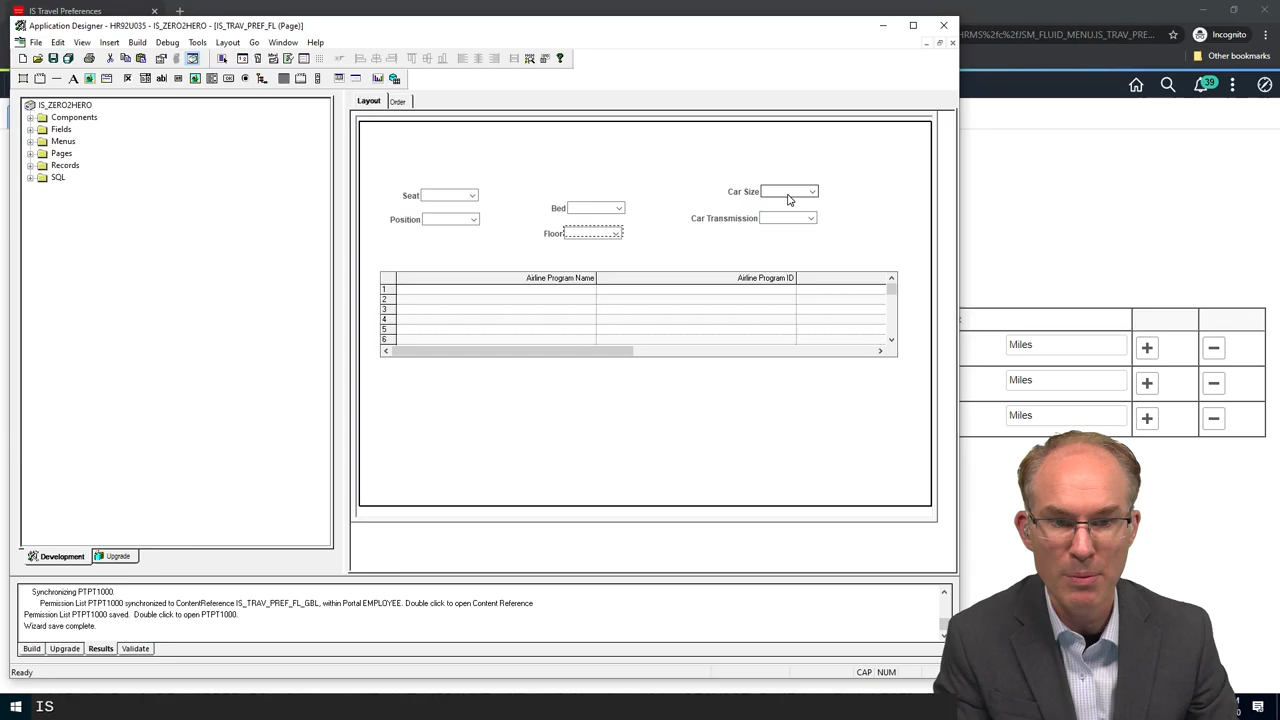 IS Travel Preferences
Application Designer - HR92U035 - IS_ZERO2HERO - [IS_TRAV_PREF_FL (Page)]
File Edit View Insert Build Debug Tools Layout Go Window Help
HRMS%2fc%2fJSM_FLUID_MENU.IS_TRAV_PRE...
Incognito
Other bookmarks
39
IS_ZERO2HERO
Components
Fields
Menus
Pages
Records
SQL
Layout Order
Seat
Position
Bed
Floor
Car Size
Car Transmission
Airline Program Name Airline Program ID
1
2
3
4
5
6
Miles
Miles
Miles
Development Upgrade
Synchronizing PTPT1000.
Permission List PTPT1000 synchronized to ContentReference IS_TRAV_PREF_FL_GBL, within Portal EMPLOYEE. Double click to open Content Reference
Permission List PTPT1000 saved. Double click to open PTPT1000.
Wizard save complete.
Build Upgrade Results Validate
Ready
CAP NUM
IS